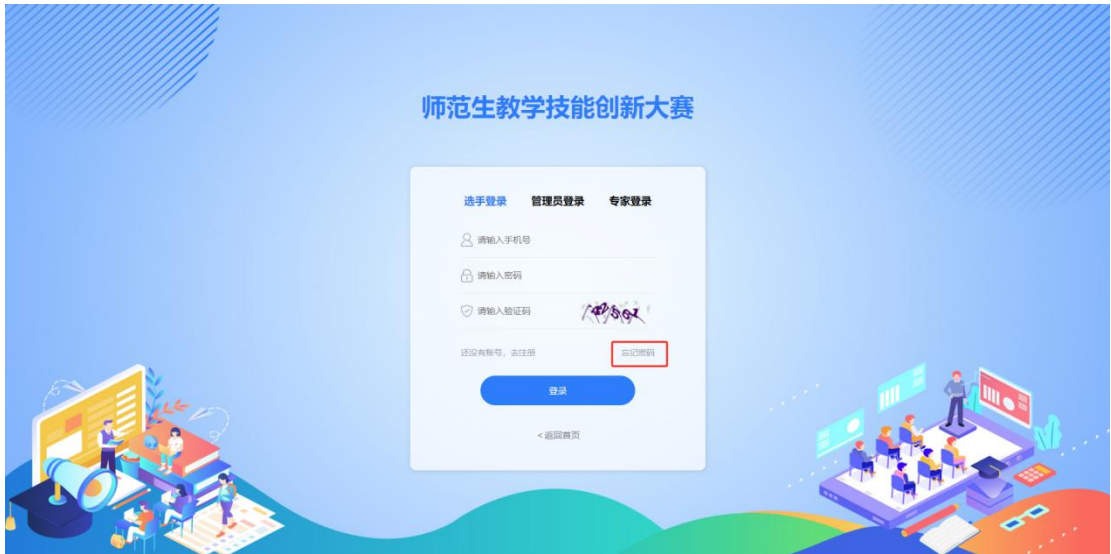 师范生教学技能创新大赛
选手登录 管理员登录 专家登录
请输入手机号
请输入密码
请输入验证码
还没有账号，去注册 忘记密码
登录
<返回首页